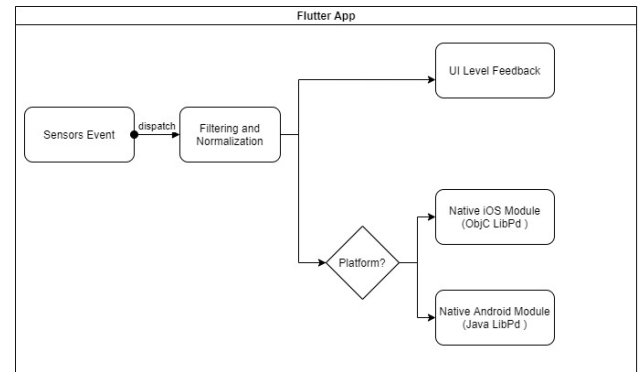 Flutter App
UI Level Feedback
Sensors Event
dispatch
Filtering and
Normalization
Platform?
Native iOS Module
(ObjC LibPd )
Native Android Module
(Java LibPd )